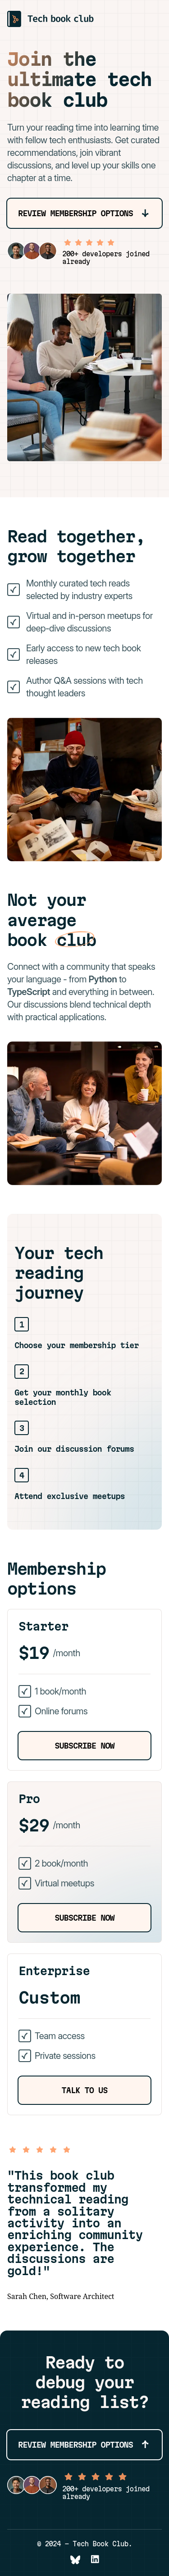 Tech book club
Join the
ultimate tech
book club
Turn your reading time into learning time
with fellow tech enthusiasts. Get curated
recommendations, join vibrant
discussions, and level up your skills one
chapter at a time.
REVIEW MEMBERSHIP OPTIONS
200+ developers joined
already
Read together,
grow together
Monthly curated tech reads
selected by industry experts
Virtual and in-person meetups for
deep-dive discussions
Early access to new tech book
releases
Author Q&A sessions with tech
thought leaders
Not your
average
book club
Connect with a community that speaks
your language - from Python to
TypeScript and everything in between.
Our discussions blend technical depth
with practical applications.
Your tech
reading
journey
1
Choose your membership tier
2
Get your monthly book
selection
3
Join our discussion forums
4
Attend exclusive meetups
Membership
options
Starter
$19 /month
1 book/month
Online forums
SUBSCRIBE NOW
Pro
$29 /month
2 book/month
Virtual meetups
SUBSCRIBE NOW
Enterprise
Custom
Team access
Private sessions
TALK TO US
"This book club
transformed my
technical reading
from a solitary
activity into an
enriching community
experience. The
discussions are
gold!"
Sarah Chen, Software Architect
Ready to
debug your
reading list?
REVIEW MEMBERSHIP OPTIONS
200+ developers joined
already
© 2024 - Tech Book Club.